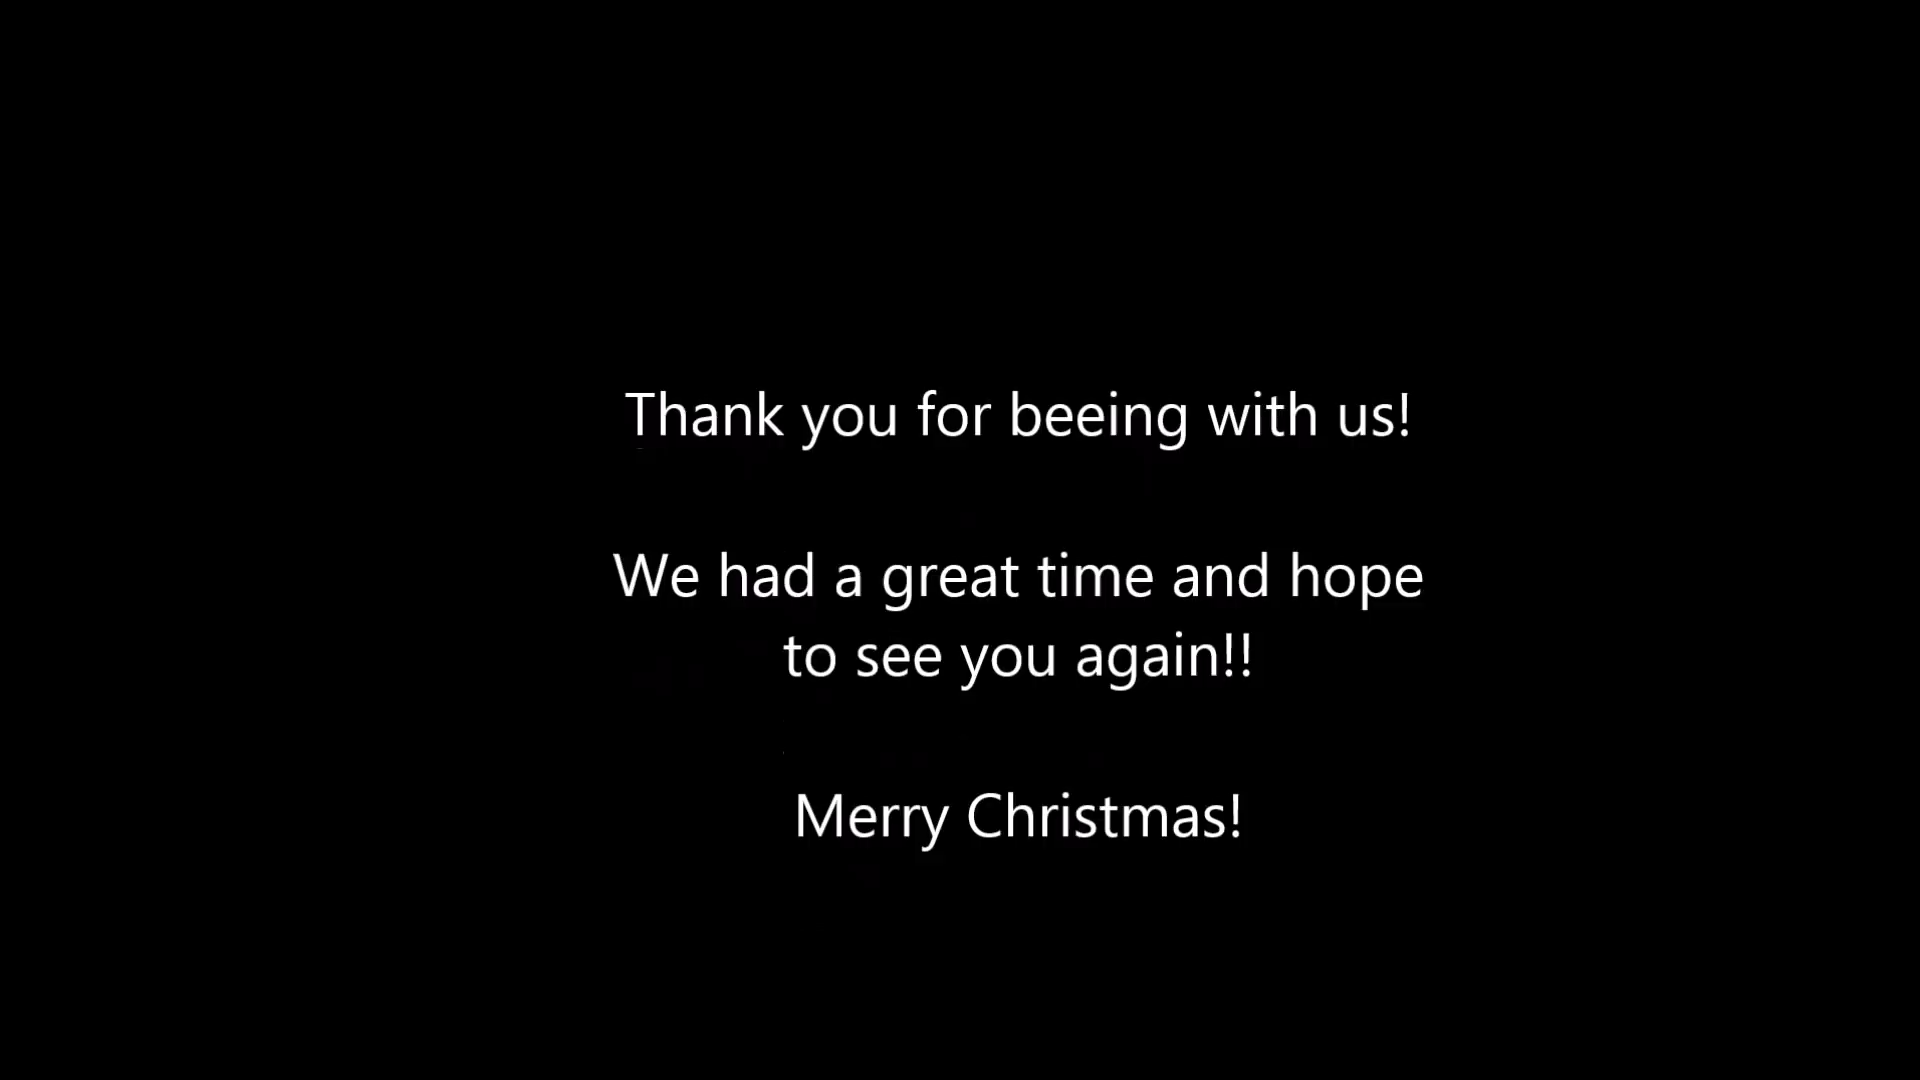 Thank you for beeing with us!
We had a great time and hope
to see you again!!
Merry Christmas!